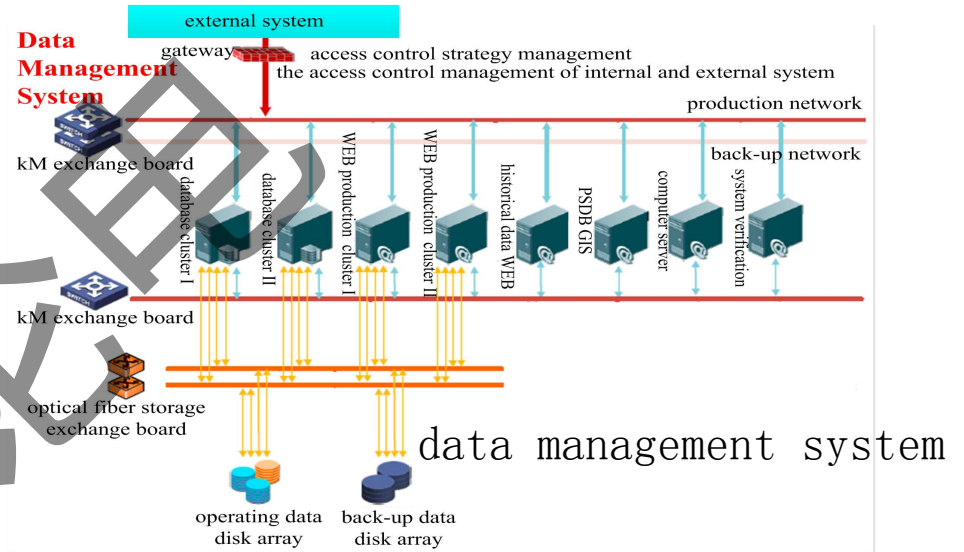 external system
Data
Management
System
gateway
access control strategy management
the access control management of internal and external system
production network
back-up network
SWITCH
kM exchange board
database cluster I
database cluster II
WEB production cluster I
WEB production cluster II
historical data WEB
PSDB GIS
computer server
system verification
SWITCH
kM exchange board
optical fiber storage
exchange board
data management system
operating data
disk array
back-up data
disk array